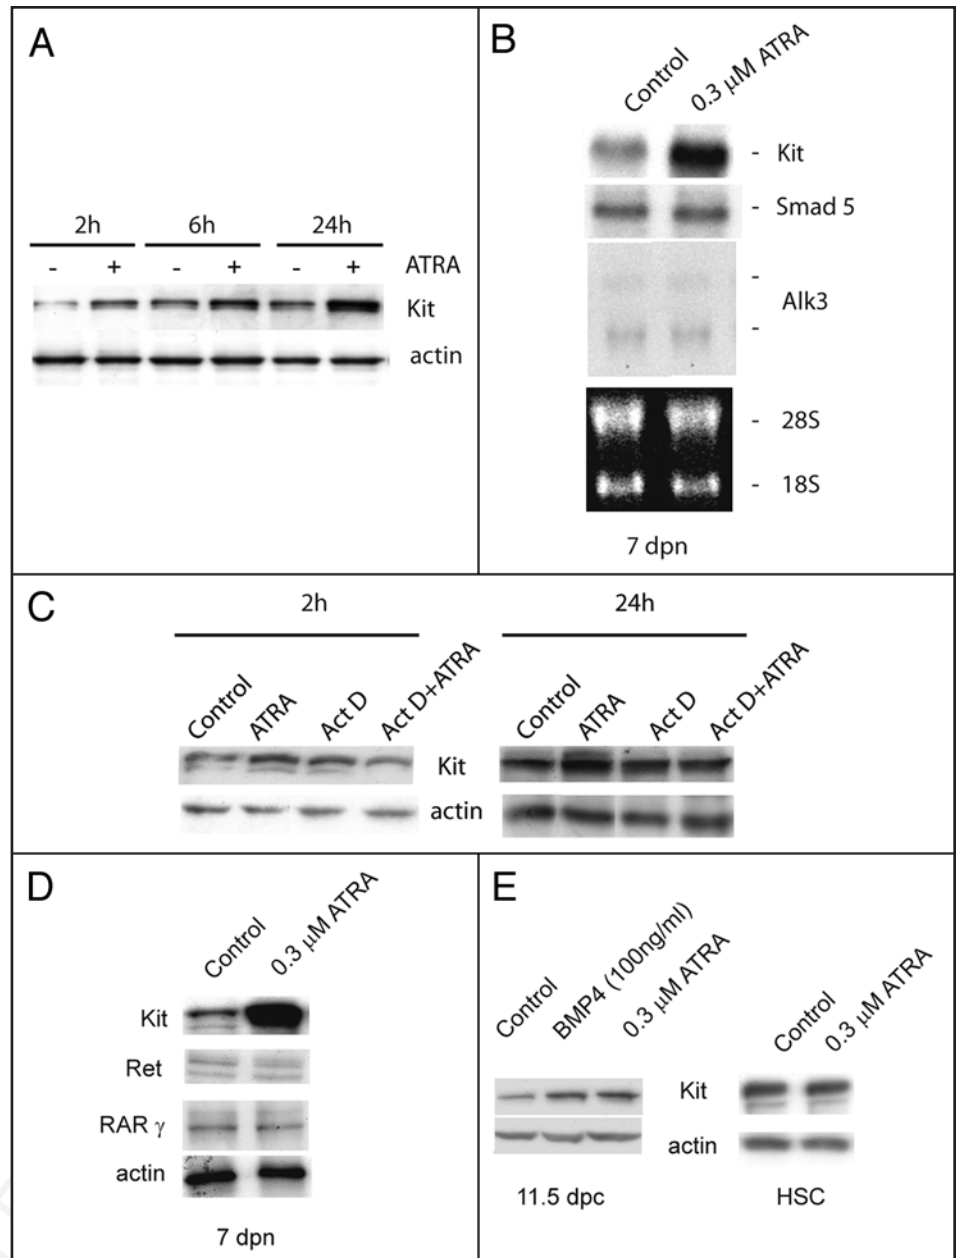 A
2h 6h 24h
- + - + - + ATRA
Kit
actin
B
Control 0.3 µM ATRA
- Kit
- Smad 5
-
Alk3
-
- 28S
- 18S
7 dpn
C
2h 24h
Control ATRA Act D Act D+ATRA Control ATRA Act D Act D+ATRA
Kit
actin
D
Control 0.3 µM ATRA
Kit
Ret
RAR γ
actin
7 dpn
E
Control BMP4 (100ng/ml) 0.3 µM ATRA Control 0.3 µM ATRA
Kit
actin
11.5 dpc HSC